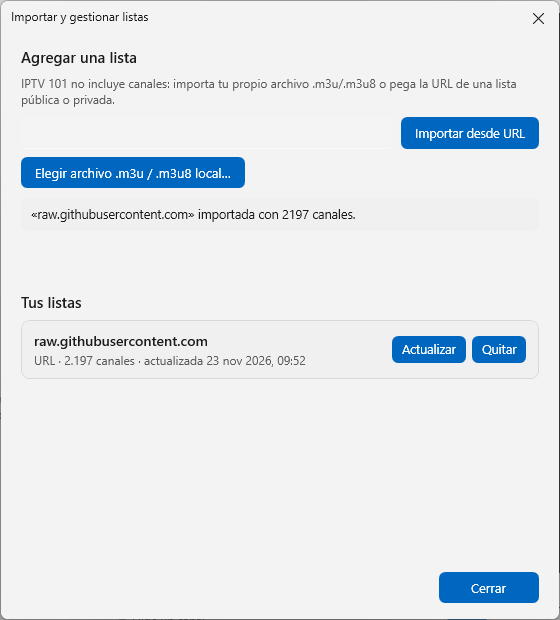 Importar y gestionar listas
Agregar una lista
IPTV 101 no incluye canales: importa tu propio archivo .m3u/.m3u8 o pega la URL de una lista
pública o privada.
Importar desde URL
Elegir archivo .m3u / .m3u8 local...
«raw.githubusercontent.com» importada con 2197 canales.
Tus listas
raw.githubusercontent.com
URL · 2.197 canales · actualizada 23 nov 2026, 09:52
Actualizar
Quitar
Cerrar